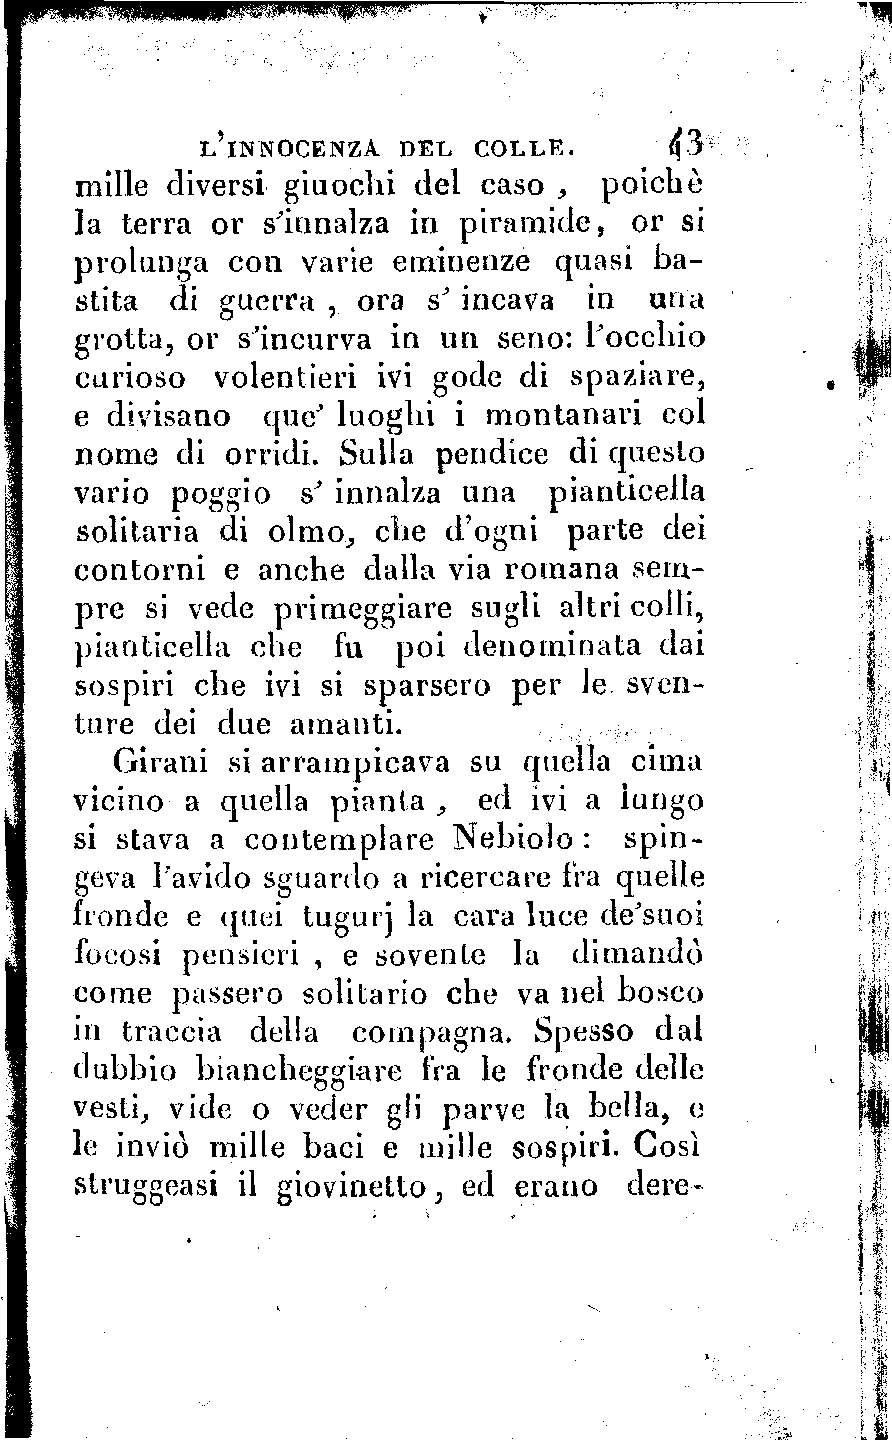 L'INNOCENZA DEL COLLE. 43
mille diversi giuochi del caso , poichè
la terra or s'innalza in piramide, or si
prolunga con varie eminenze quasi ba-
stita di guerra , ora s' incava in una
grotta, or s'incurva in un seno: l'occhio
curioso volentieri ivi gode di spaziare,
e divisano que' luoghi i montanari col
nome di orridi. Sulla pendice di questo
vario poggio s' innalza una pianticella
solitaria di olmo, che d'ogni parte dei
contorni e anche dalla via romana sem-
pre si vede primeggiare sugli altri colli,
pianticella che fu poi denominata dai
sospiri che ivi si sparsero per le sven-
ture dei due amanti.
Girani si arrampicava su quella cima
vicino a quella pianta , ed ivi a lungo
si stava a contemplare Nebiolo : spin-
geva l'avido sguardo a ricercare fra quelle
fronde e quei tugurj la cara luce de'suoi
focosi pensieri , e sovente la dimandò
come passero solitario che va nel bosco
in traccia della compagna. Spesso dal
dubbio biancheggiare fra le fronde delle
vesti, vide o veder gli parve la bella, e
le inviò mille baci e mille sospiri. Così
struggeasi il giovinetto, ed erano dere-